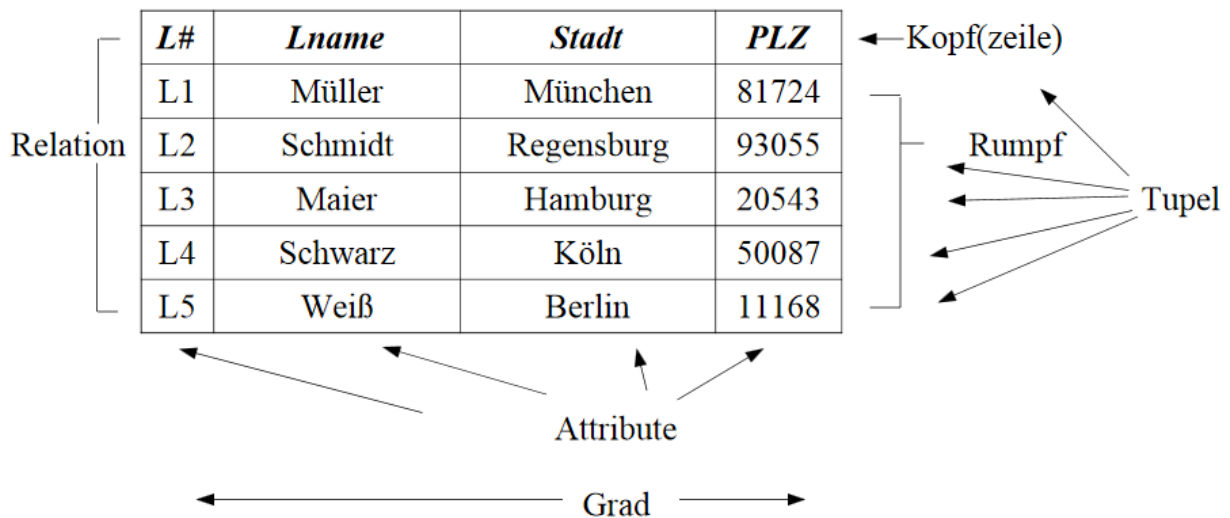 L# Lname Stadt PLZ Kopf(zeile)
L1 Müller München 81724
Relation L2 Schmidt Regensburg 93055 Rumpf
L3 Maier Hamburg 20543 Tupel
L4 Schwarz Köln 50087
L5 Weiß Berlin 11168
Attribute
Grad